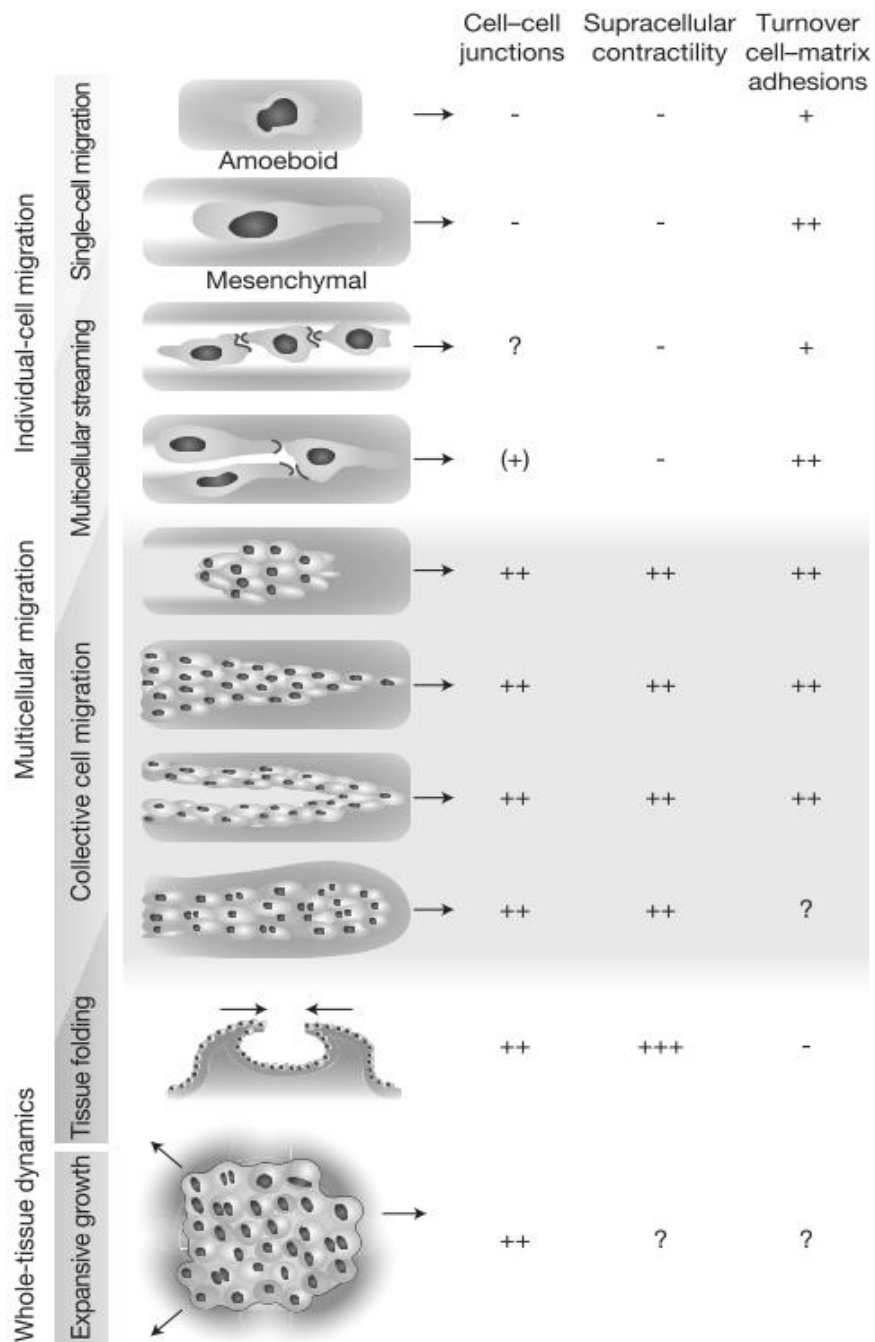 Cell–cell junctions
Supracellular contractility
Turnover cell–matrix adhesions
Individual-cell migration
Single-cell migration
Amoeboid
- - +
Mesenchymal
- - ++
Multicellular streaming
? - +
(+) - ++
Multicellular migration
Collective cell migration
++ ++ ++
++ ++ ++
++ ++ ++
++ ++ ?
Whole-tissue dynamics
Tissue folding
++ +++ -
Expansive growth
++ ? ?